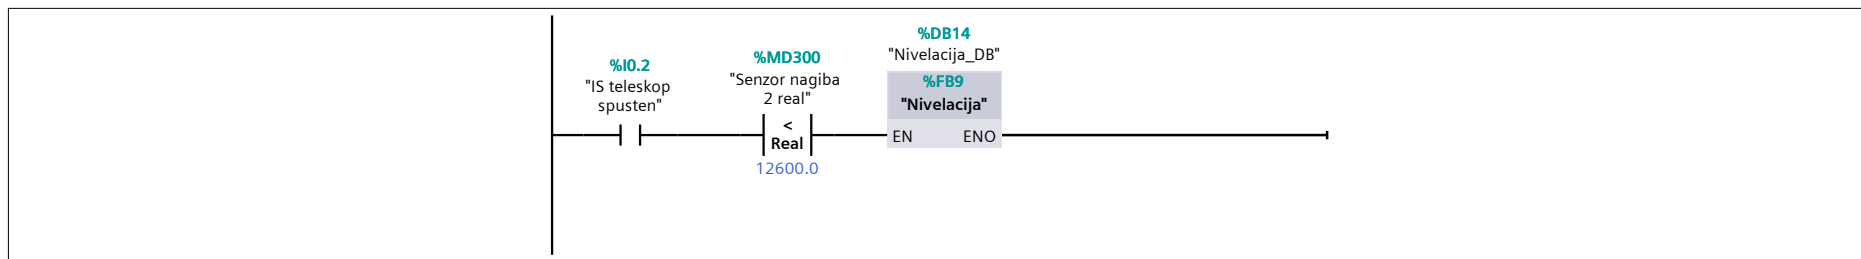 %DB14
"Nivelacija_DB"
%I0.2
"IS teleskop
spusten"
%MD300
"Senzor nagiba
2 real"
<
Real
12600.0
%FB9
"Nivelacija"
EN ENO